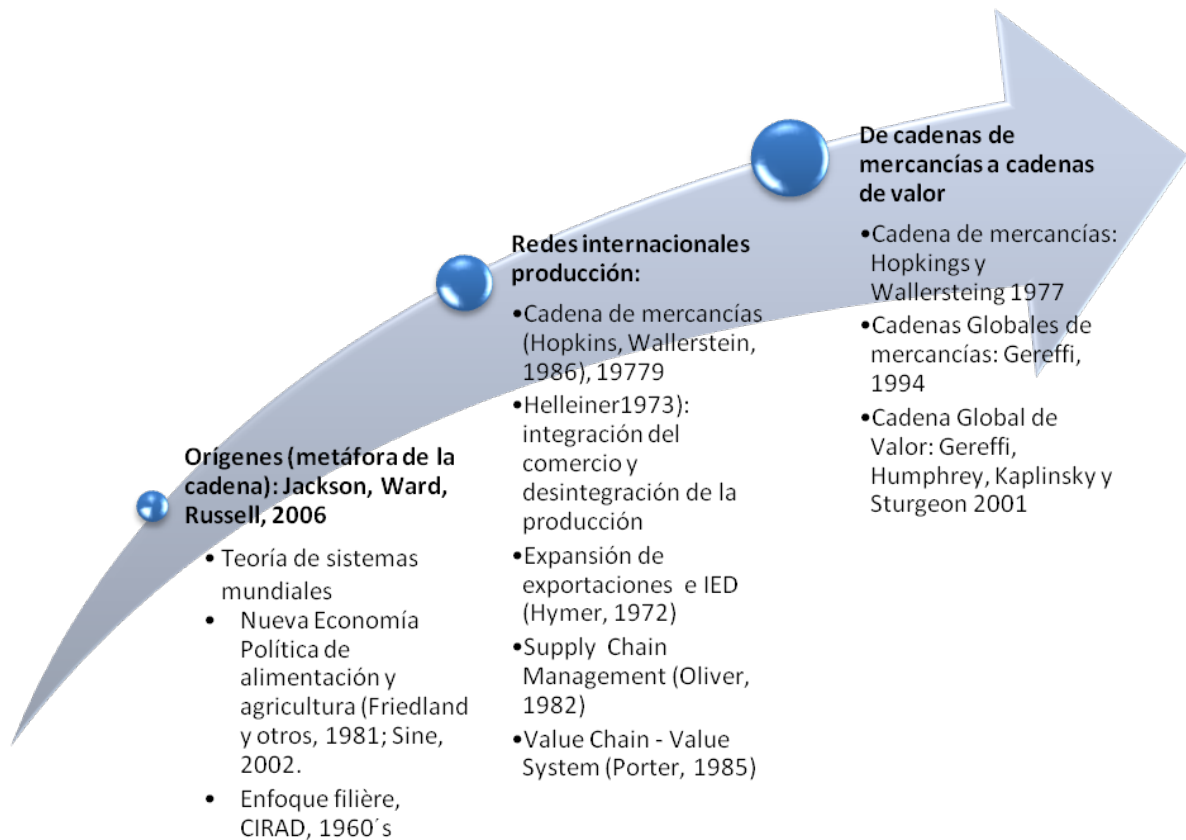 Orígenes (metáfora de la
cadena): Jackson, Ward,
Russell, 2006
• Teoría de sistemas
mundiales
• Nueva Economía
Política de
alimentación y
agricultura (Friedland
y otros, 1981; Sine,
2002.
• Enfoque filière,
CIRAD, 1960´s
Redes internacionales
producción:
•Cadena de mercancías
(Hopkins, Wallerstein,
1986), 19779
•Helleiner1973):
integración del
comercio y
desintegración de la
producción
•Expansión de
exportaciones e IED
(Hymer, 1972)
•Supply Chain
Management (Oliver,
1982)
•Value Chain - Value
System (Porter, 1985)
De cadenas de
mercancías a cadenas
de valor
•Cadena de mercancías:
Hopkings y
Wallersteing 1977
•Cadenas Globales de
mercancías: Gereffi,
1994
•Cadena Global de
Valor: Gereffi,
Humphrey, Kaplinsky y
Sturgeon 2001